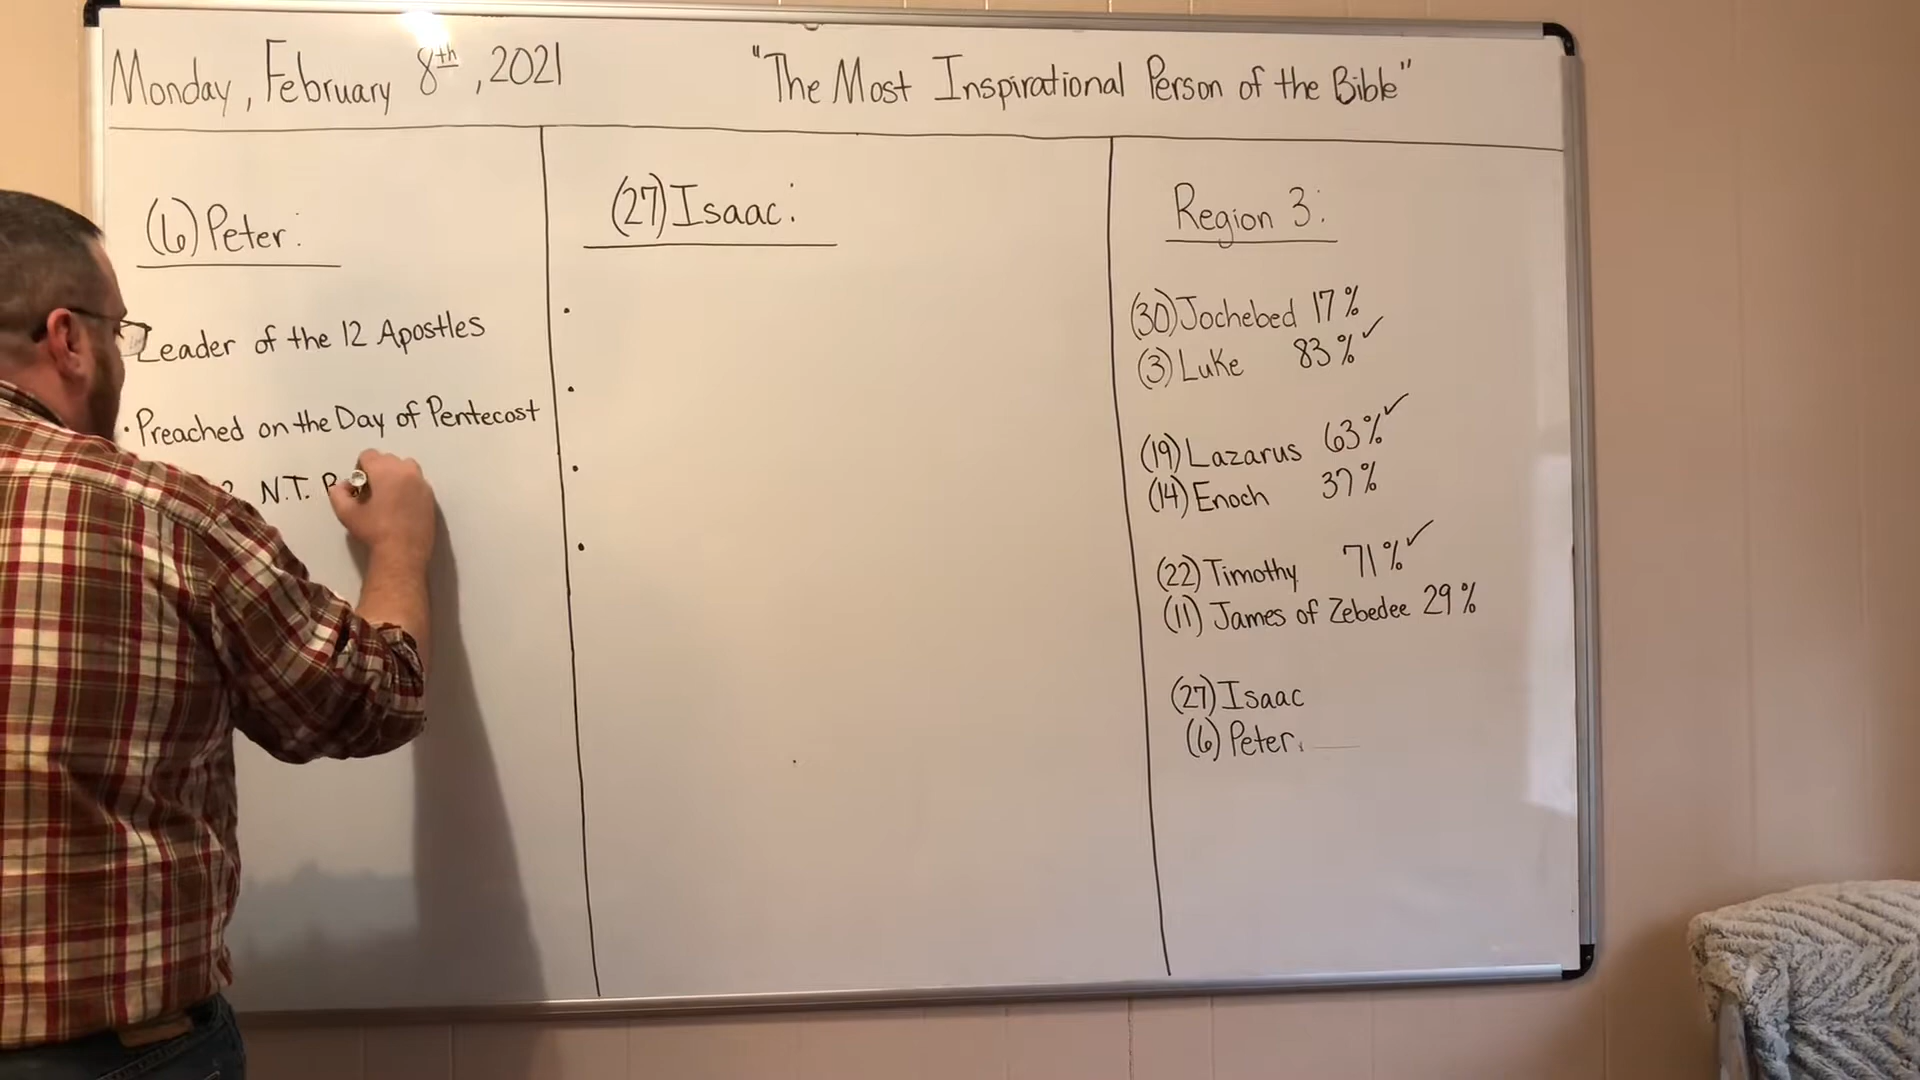 Monday, February 8th, 2021
"The Most Inspirational Person of the Bible"
(6) Peter:
Leader of the 12 Apostles
• Preached on the Day of Pentecost
N.T.
(27) Isaac:
•
•
•
•
Region 3:
(30) Jochebed 17%
(3) Luke 83% ✓
(19) Lazarus 63% ✓
(14) Enoch 37%
(22) Timothy 71% ✓
(11) James of Zebedee 29%
(27) Isaac
(6) Peter